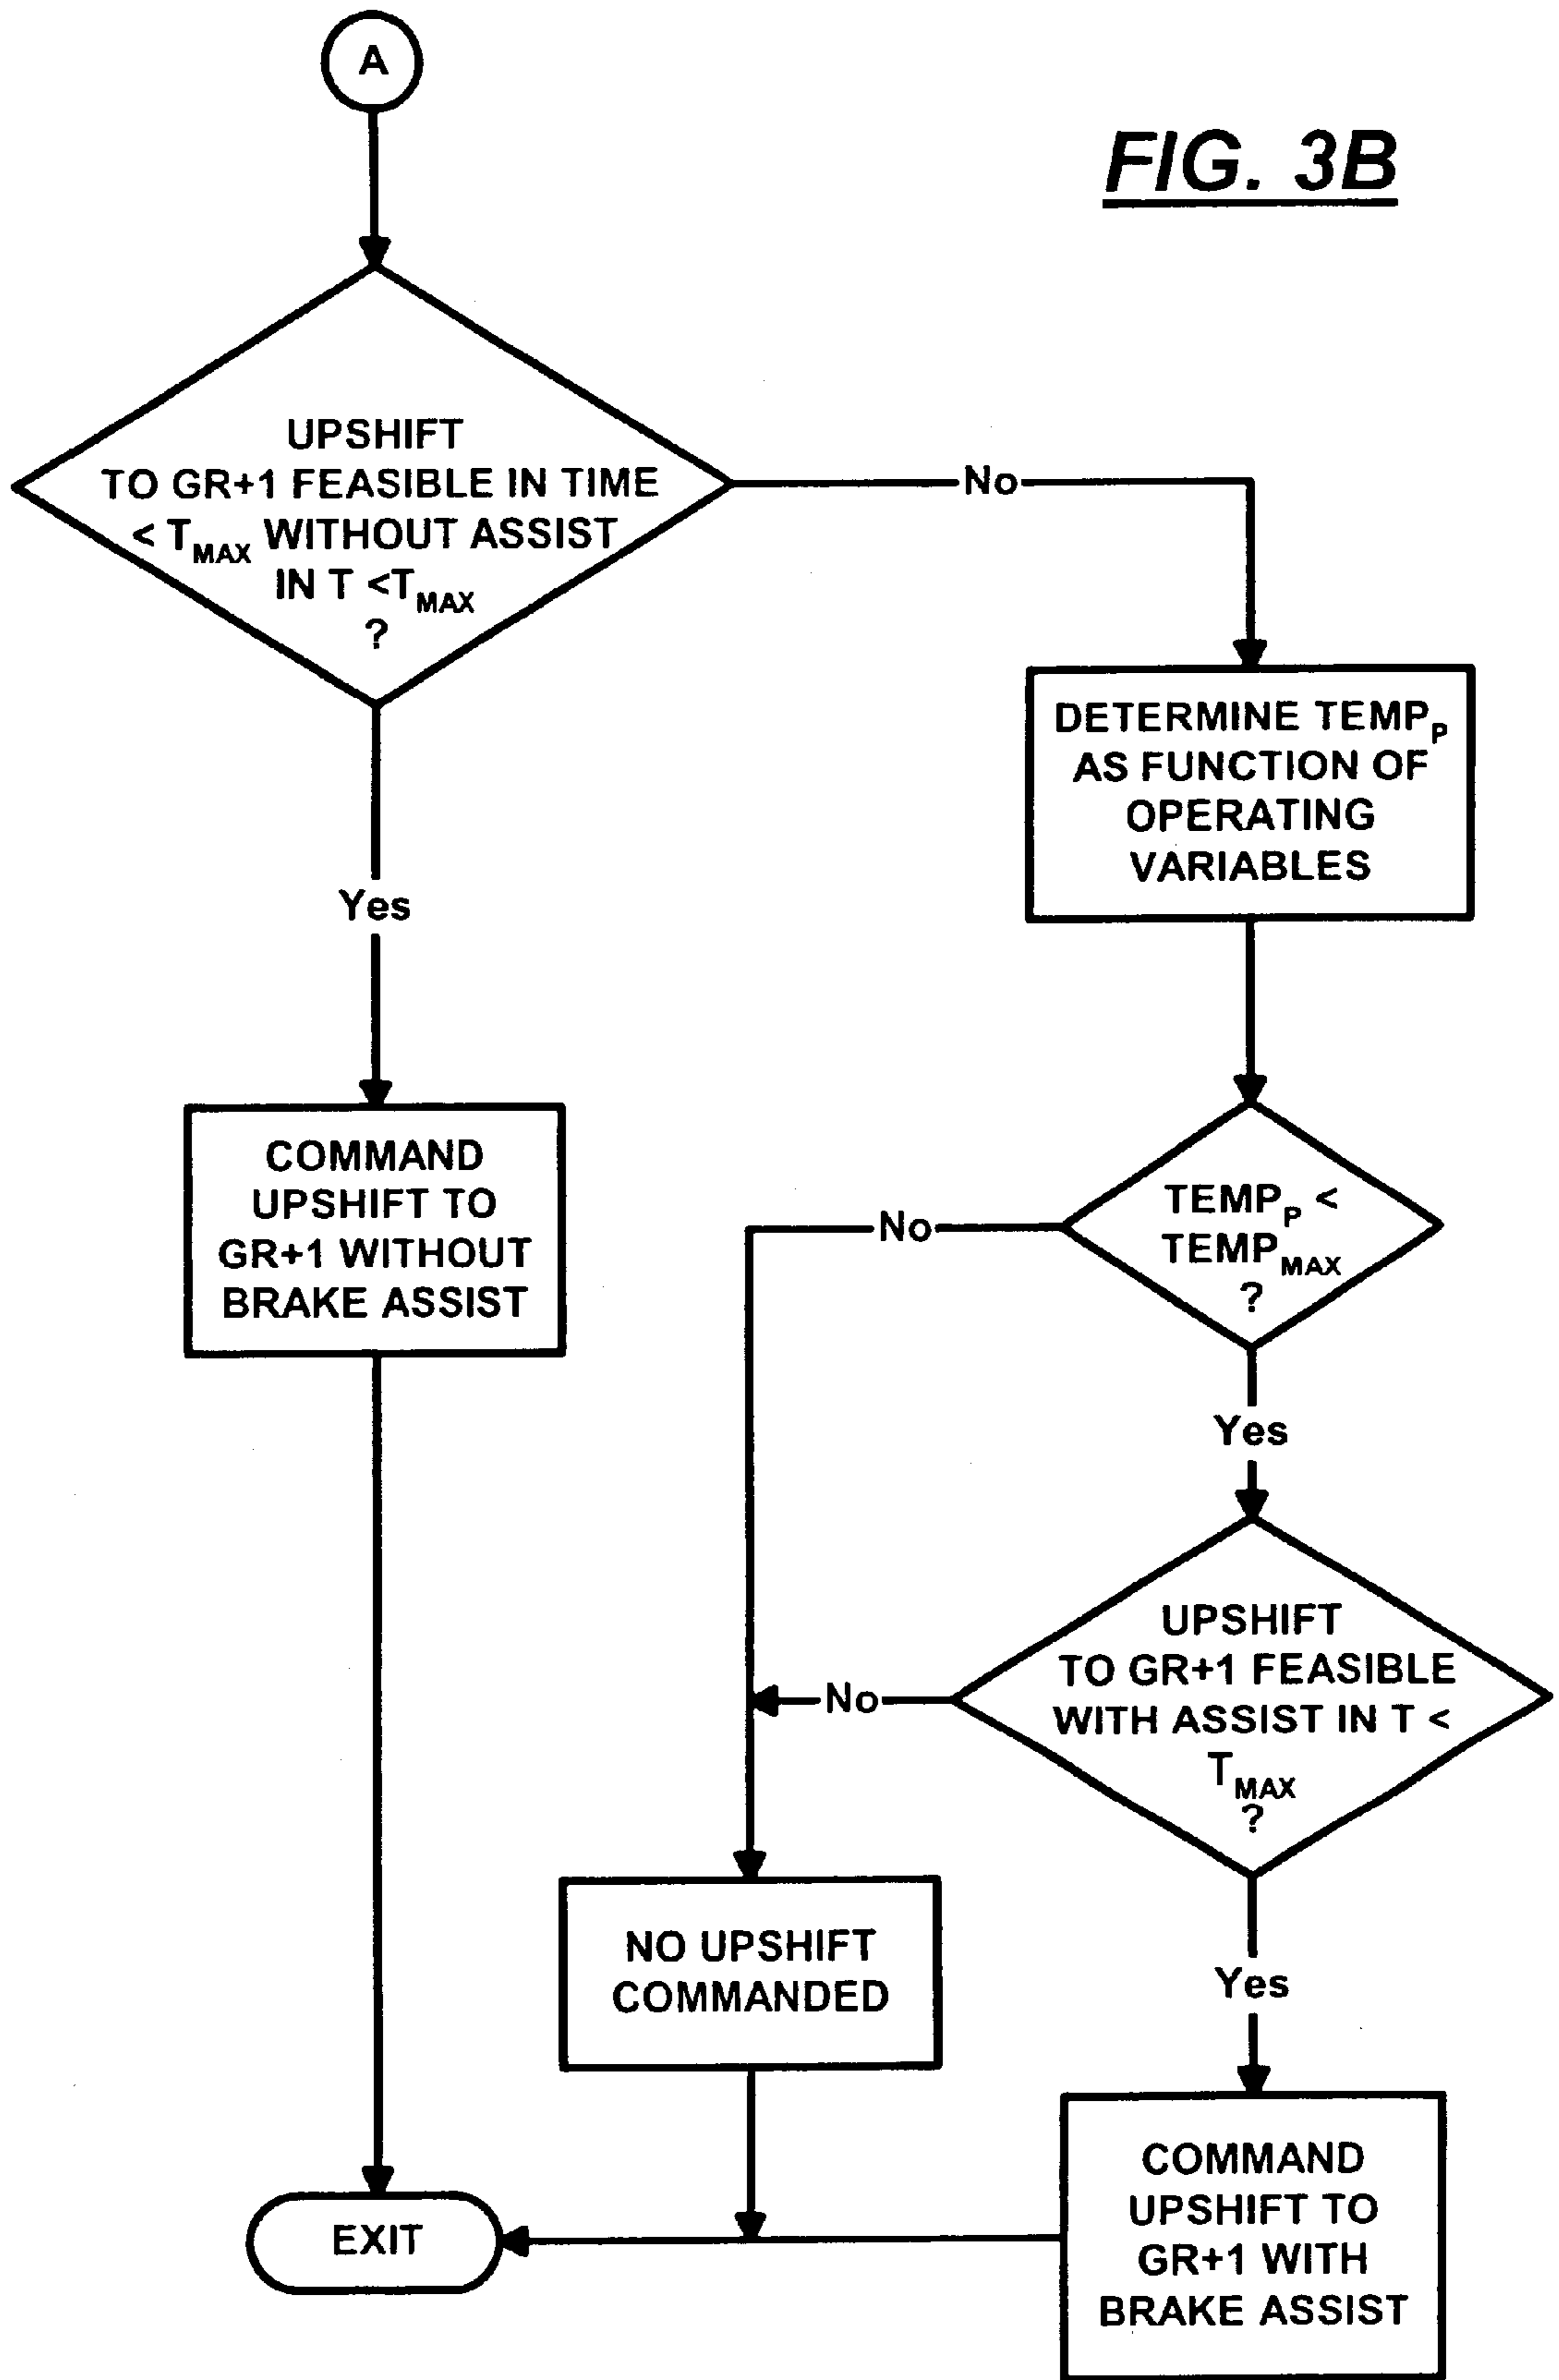 A
FIG. 3B
UPSHIFT
TO GR+1 FEASIBLE IN TIME
< TMAX WITHOUT ASSIST
IN T <TMAX
?
No
DETERMINE TEMPP
AS FUNCTION OF
OPERATING
VARIABLES
Yes
COMMAND
UPSHIFT TO
GR+1 WITHOUT
BRAKE ASSIST
TEMPP <
TEMPMAX
?
No
Yes
UPSHIFT
TO GR+1 FEASIBLE
WITH ASSIST IN T <
TMAX
?
No
NO UPSHIFT
COMMANDED
Yes
COMMAND
UPSHIFT TO
GR+1 WITH
BRAKE ASSIST
EXIT